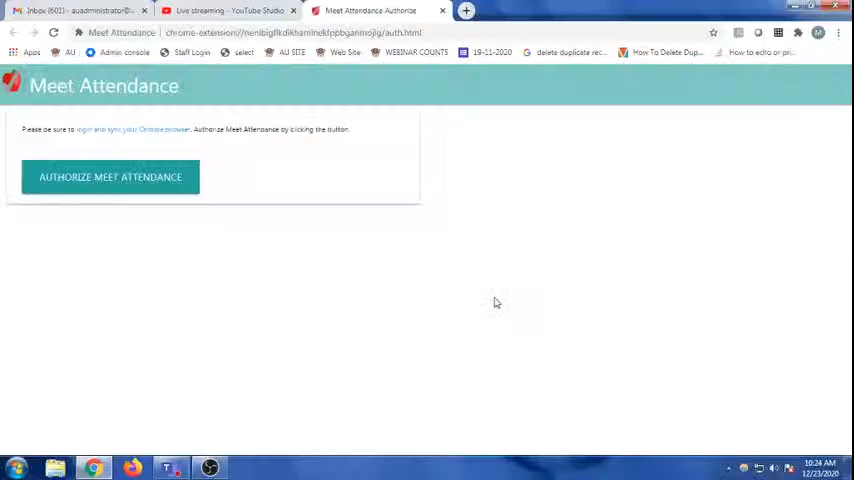 Inbox (601) - auadministrator@
Live streaming - YouTube Studio
Meet Attendance Authorize
Meet Attendance
Apps
AU
Admin console
Staff Login
select
AU SITE
Web Site
WEBINAR COUNTS
19-11-2020
delete duplicate rec...
How To Delete Dup...
How to echo or pri...
Meet Attendance
Please be sure to login and sync your Chrome browser. Authorize Meet Attendance by clicking the button.
AUTHORIZE MEET ATTENDANCE
10:24 AM
12/23/2020